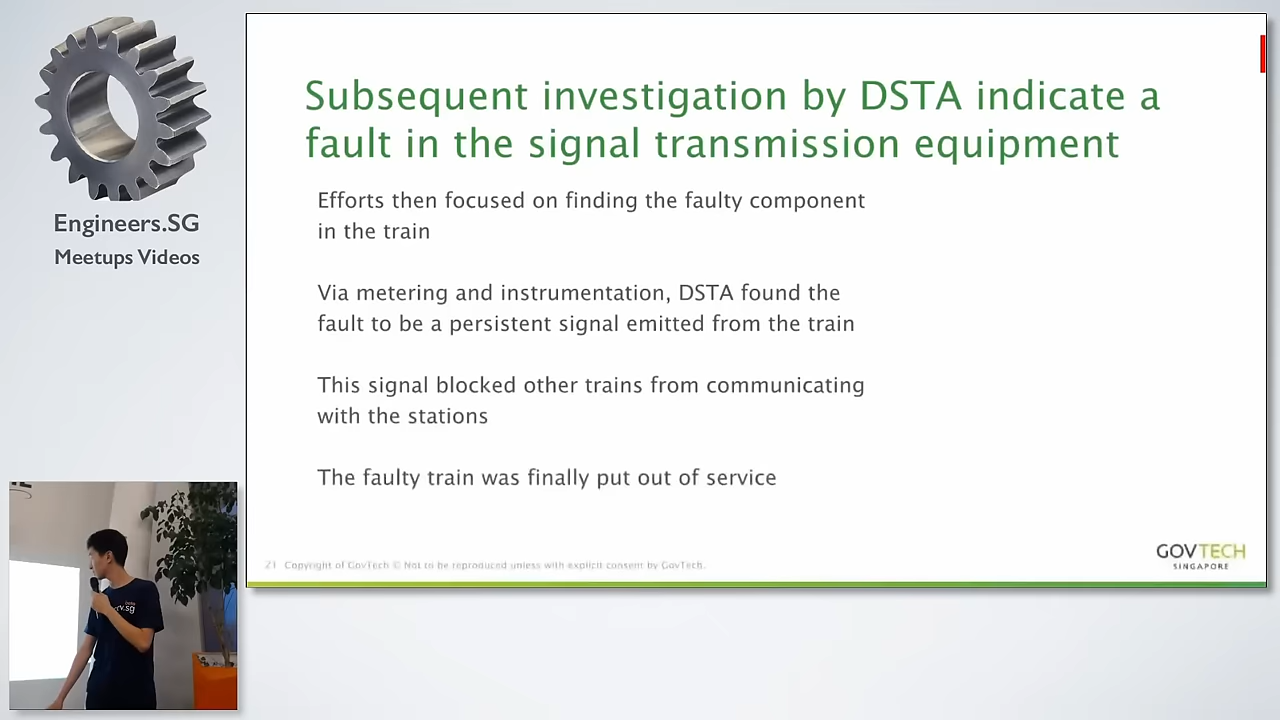 Engineers.SG
Meetups Videos
Subsequent investigation by DSTA indicate a
fault in the signal transmission equipment
Efforts then focused on finding the faulty component
in the train
Via metering and instrumentation, DSTA found the
fault to be a persistent signal emitted from the train
This signal blocked other trains from communicating
with the stations
The faulty train was finally put out of service
21 Copyright of GovTech © Not to be reproduced unless with explicit consent by GovTech.
GOVTECH
SINGAPORE